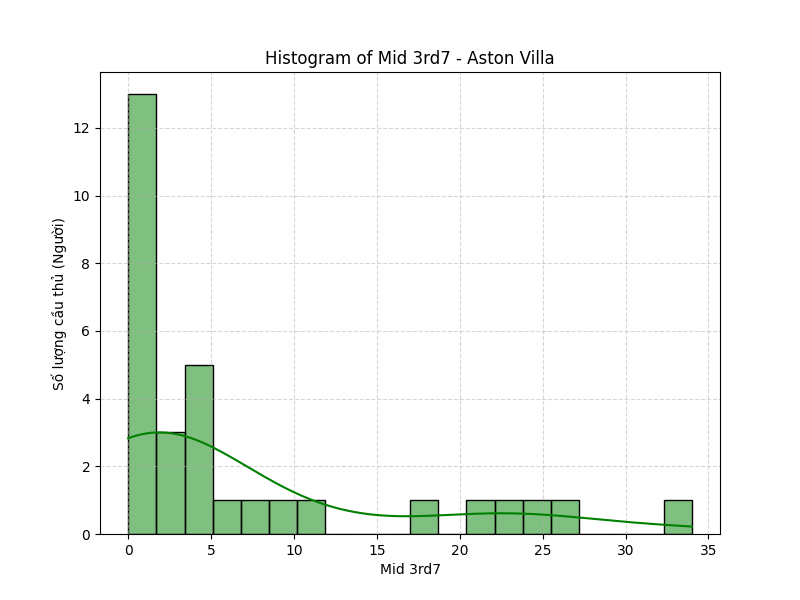 Histogram of Mid 3rd7 - Aston Villa
Số lượng cầu thủ (Người)
12
10
8
6
4
2
0
0 5 10 15 20 25 30 35
Mid 3rd7